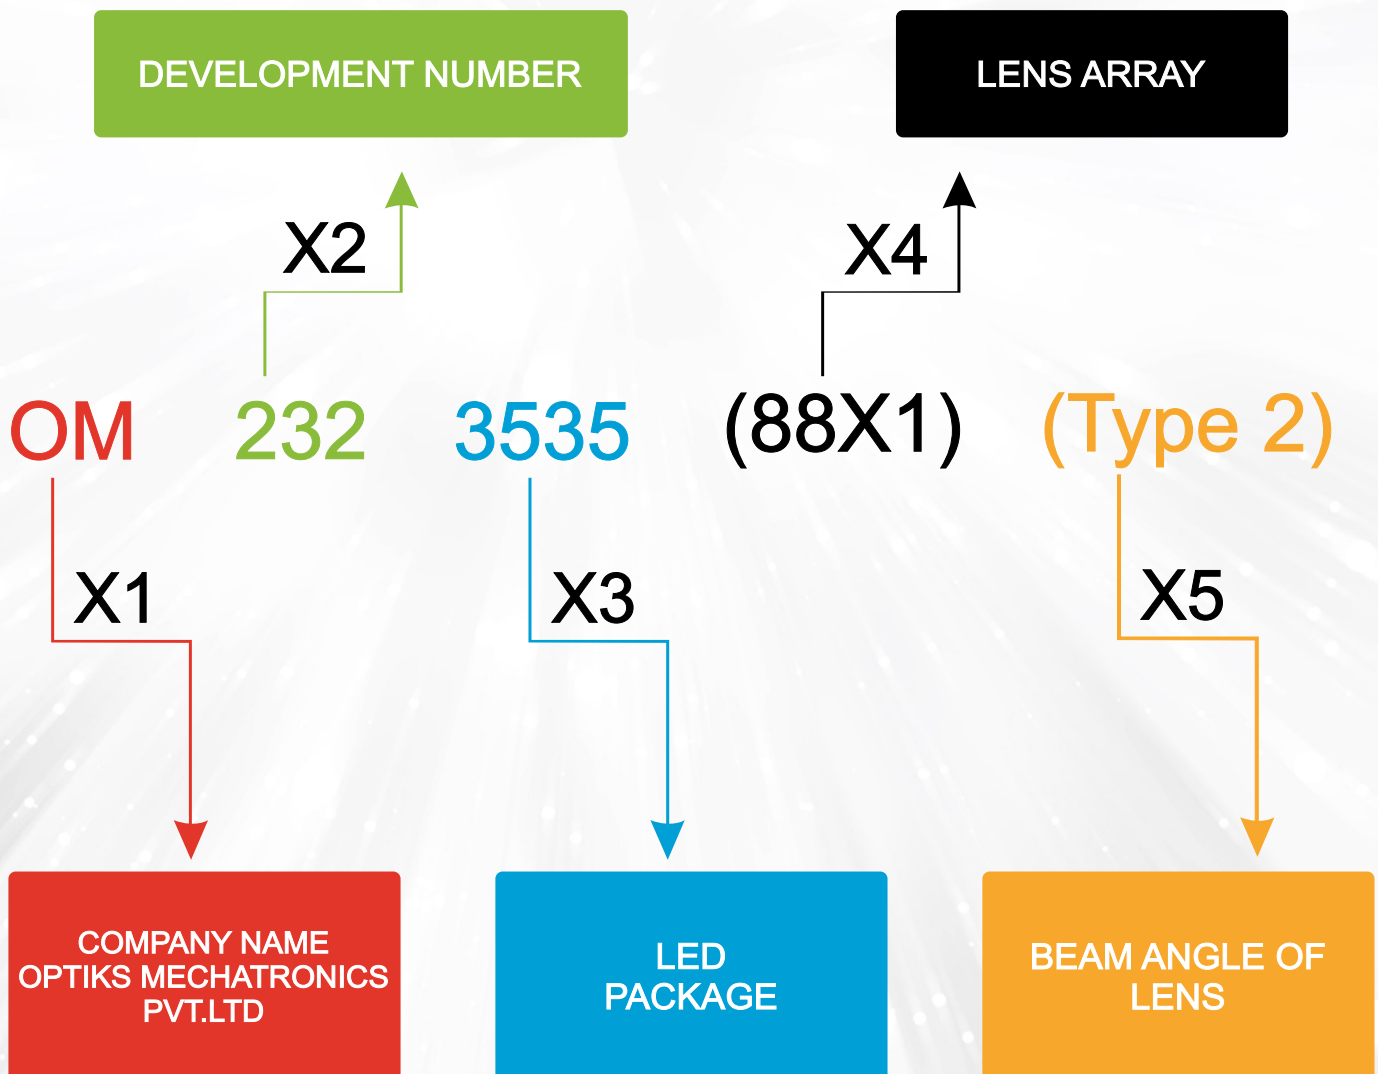 DEVELOPMENT NUMBER
LENS ARRAY
X2
X4
OM 232 3535 (88X1) (Type 2)
X1
X3
X5
COMPANY NAME
OPTIKS MECHATRONICS
PVT.LTD
LED
PACKAGE
BEAM ANGLE OF
LENS